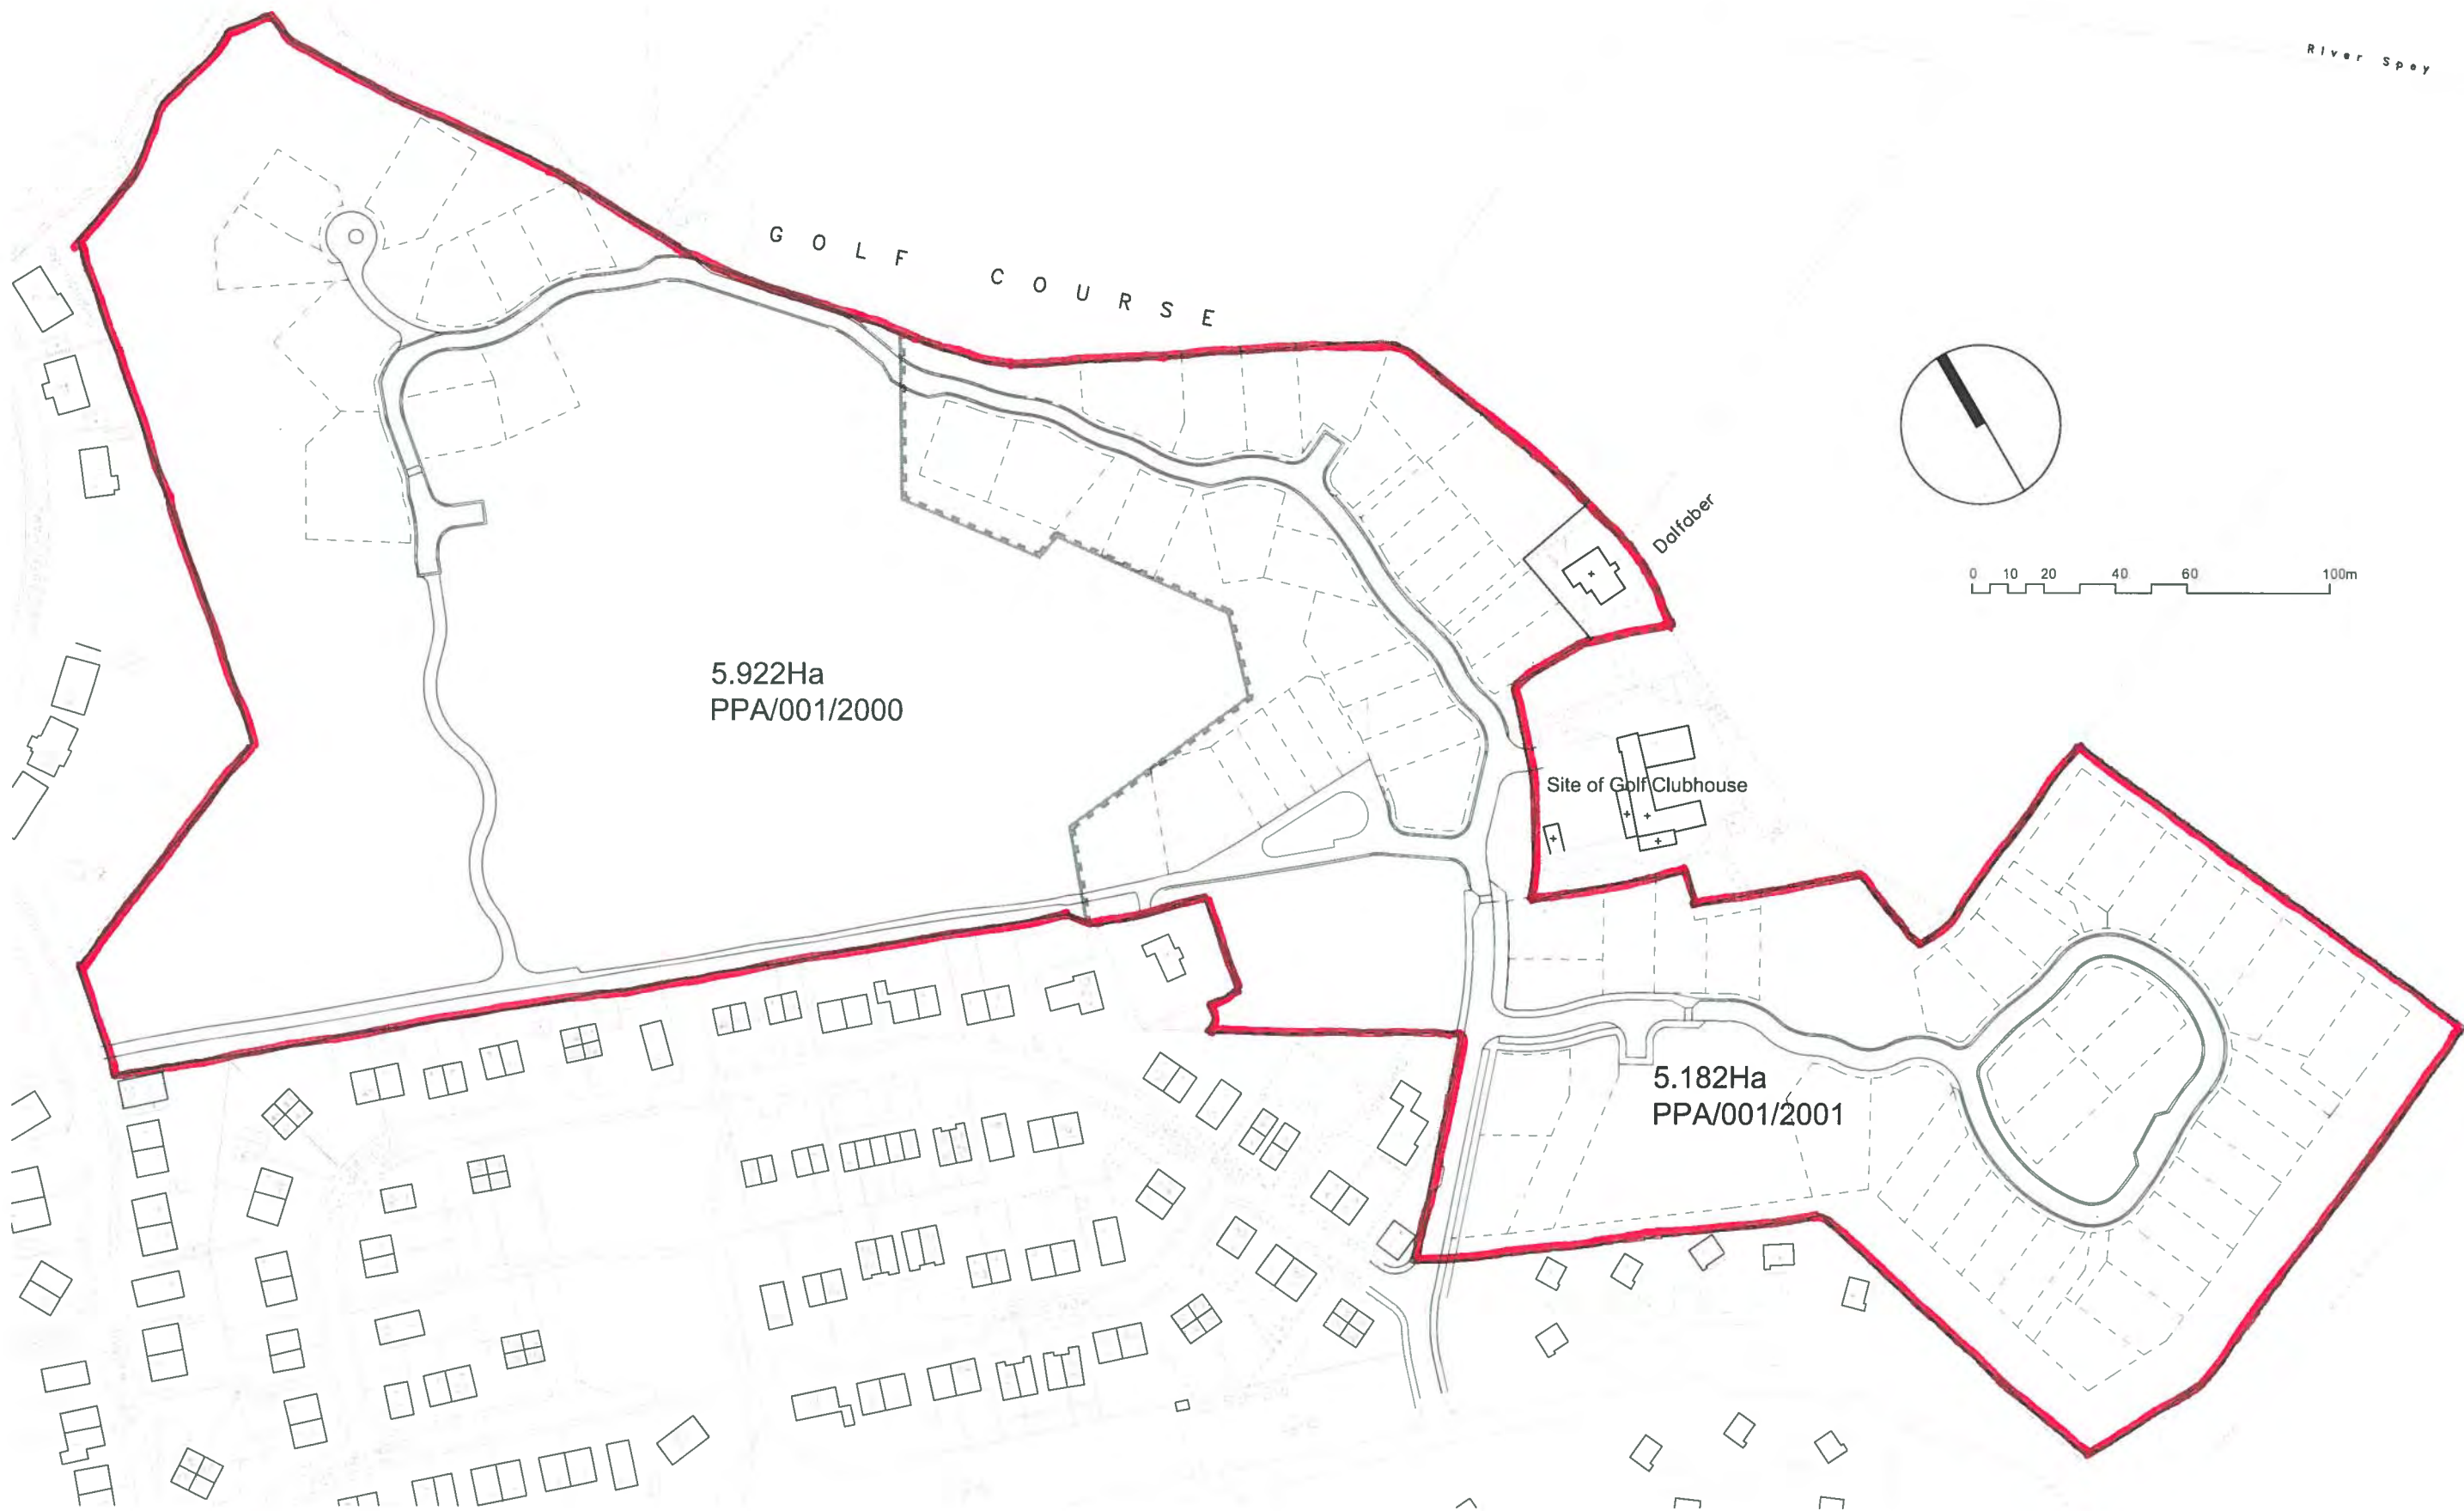 River Spey
GOLF COURSE
Dalfaber
0 10 20 40 60 100m
5.922Ha
PPA/001/2000
Site of Golf Clubhouse
5.182Ha
PPA/001/2001